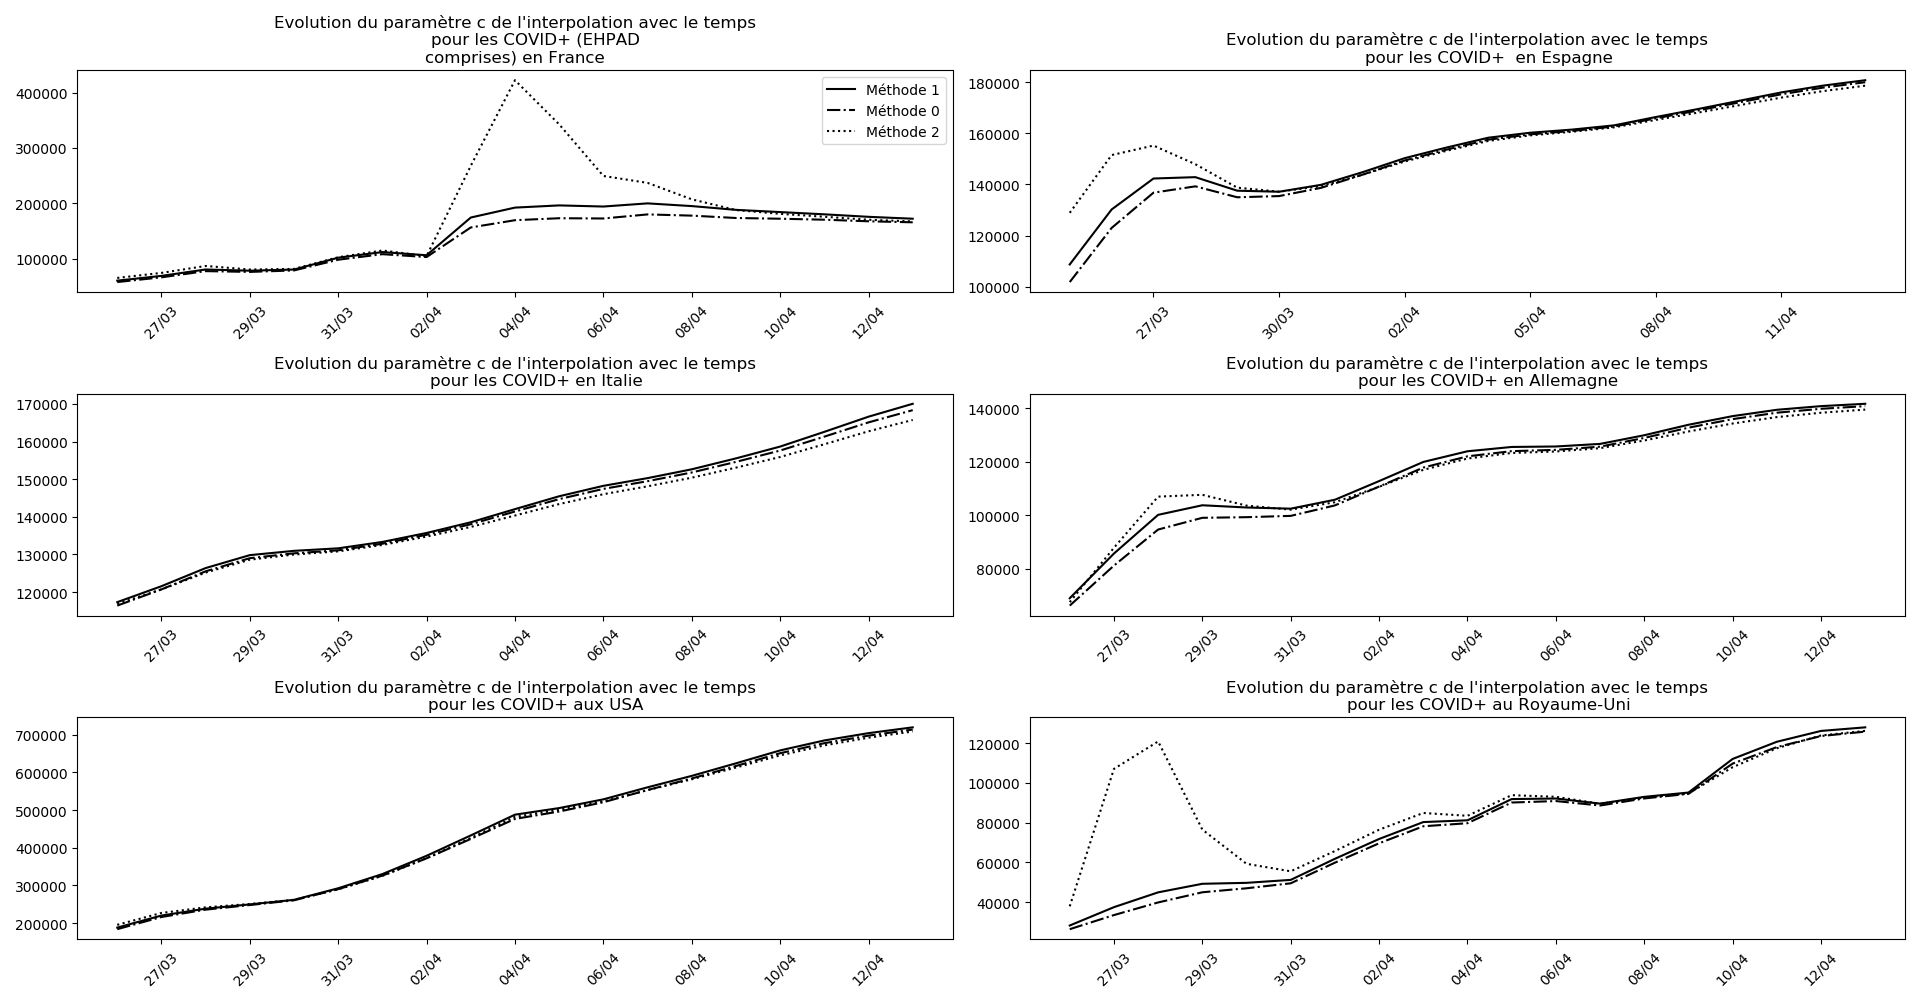 Evolution du paramètre c de l'interpolation avec le temps
pour les COVID+ (EHPAD
comprises) en France
400000
300000
200000
100000
Méthode 1
Méthode 0
Méthode 2
27/03 29/03 31/03 02/04 04/04 06/04 08/04 10/04 12/04
Evolution du paramètre c de l'interpolation avec le temps
pour les COVID+  en Espagne
180000
160000
140000
120000
100000
27/03 30/03 02/04 05/04 08/04 11/04
Evolution du paramètre c de l'interpolation avec le temps
pour les COVID+ en Italie
170000
160000
150000
140000
130000
120000
27/03 29/03 31/03 02/04 04/04 06/04 08/04 10/04 12/04
Evolution du paramètre c de l'interpolation avec le temps
pour les COVID+ en Allemagne
140000
120000
100000
80000
27/03 29/03 31/03 02/04 04/04 06/04 08/04 10/04 12/04
Evolution du paramètre c de l'interpolation avec le temps
pour les COVID+ aux USA
700000
600000
500000
400000
300000
200000
27/03 29/03 31/03 02/04 04/04 06/04 08/04 10/04 12/04
Evolution du paramètre c de l'interpolation avec le temps
pour les COVID+ au Royaume-Uni
120000
100000
80000
60000
40000
27/03 29/03 31/03 02/04 04/04 06/04 08/04 10/04 12/04